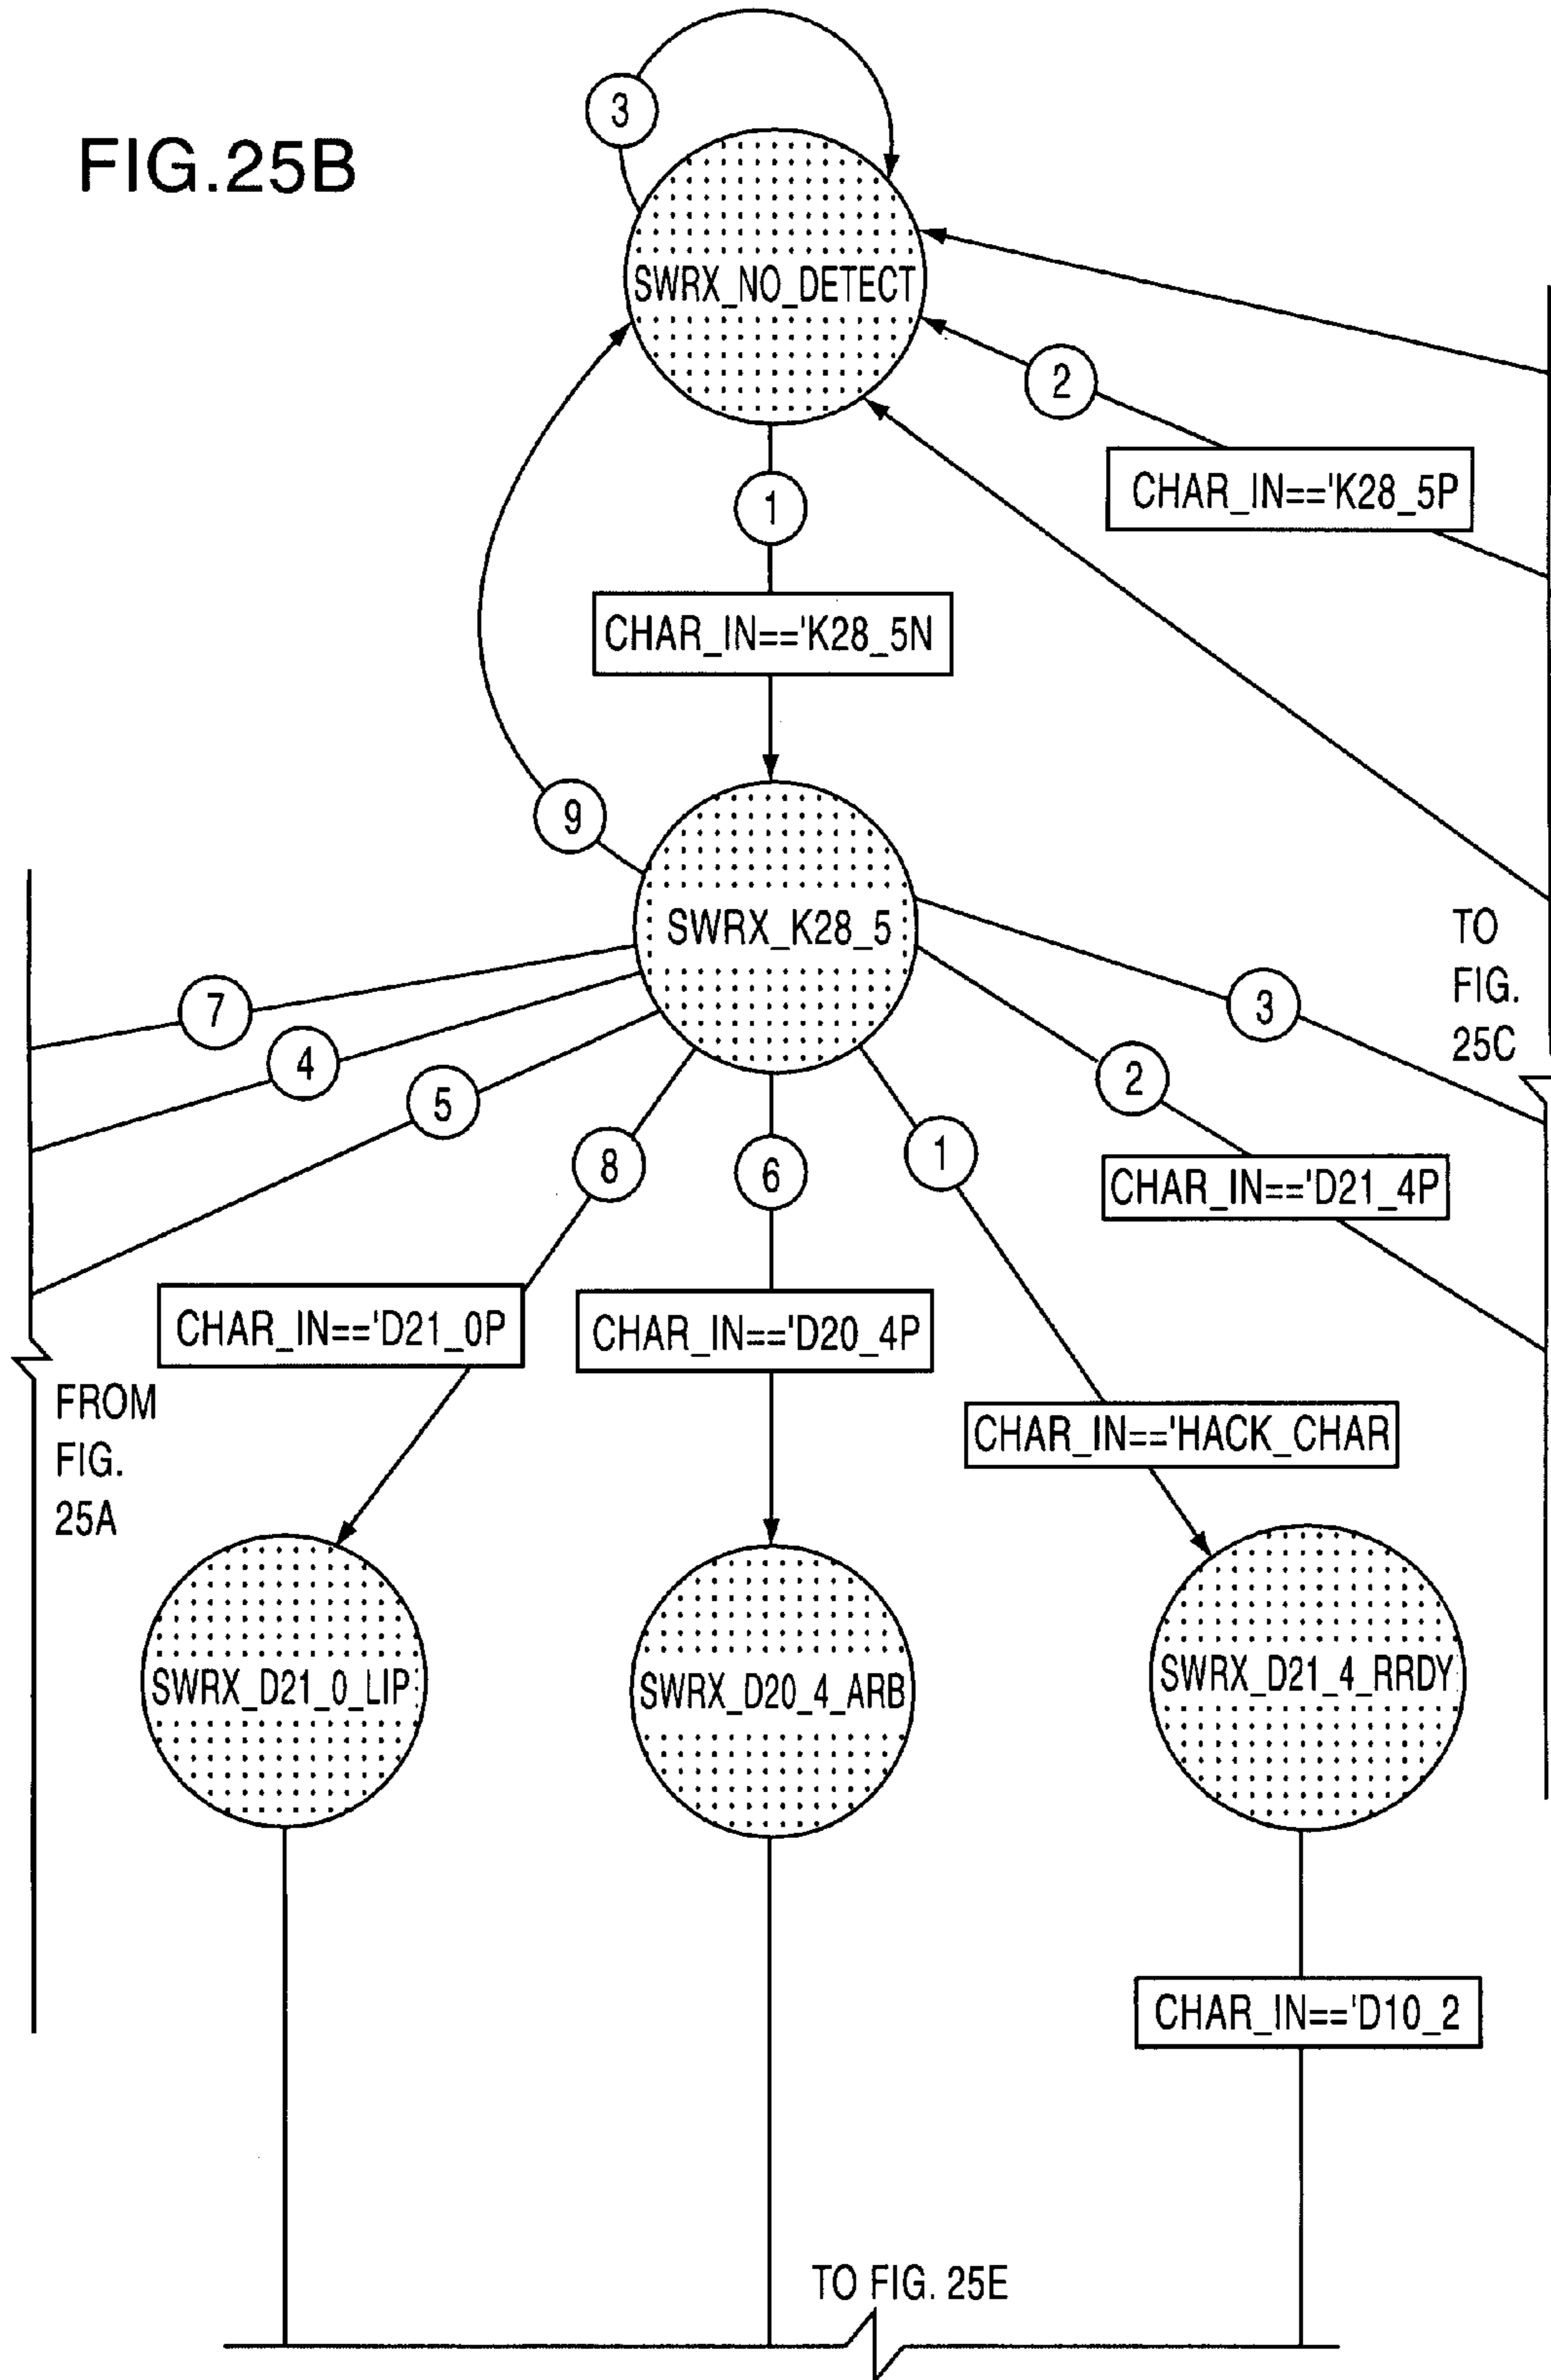 3
FIG.25B
SWRX_NO_DETECT
2
CHAR_IN=='K28_5P
1
CHAR_IN=='K28_5N
9
SWRX_K28_5
TO
FIG.
25C
7
3
4
2
5
8
6
1
CHAR_IN=='D21_4P
CHAR_IN=='D21_0P
CHAR_IN=='D20_4P
FROM
FIG.
25A
CHAR_IN=='HACK_CHAR
SWRX_D21_0_LIP
SWRX_D20_4_ARB
SWRX_D21_4_RRDY
CHAR_IN=='D10_2
TO FIG. 25E